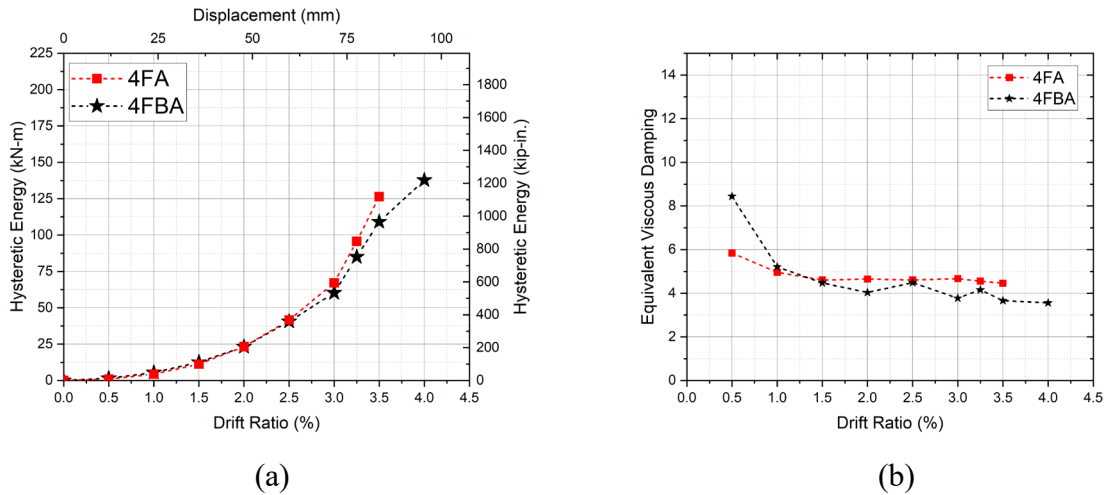 Displacement (mm)
0 25 50 75 100
225
200
175
150
125
100
75
50
25
0
Hysteretic Energy (kN-m)
4FA
4FBA
1800
1600
1400
1200
1000
800
600
400
200
0
Hysteretic Energy (kip-in.)
0.0 0.5 1.0 1.5 2.0 2.5 3.0 3.5 4.0 4.5
Drift Ratio (%)
(a)
14
12
10
8
6
4
2
0
Equivalent Viscous Damping
4FA
4FBA
0.0 0.5 1.0 1.5 2.0 2.5 3.0 3.5 4.0 4.5
Drift Ratio (%)
(b)